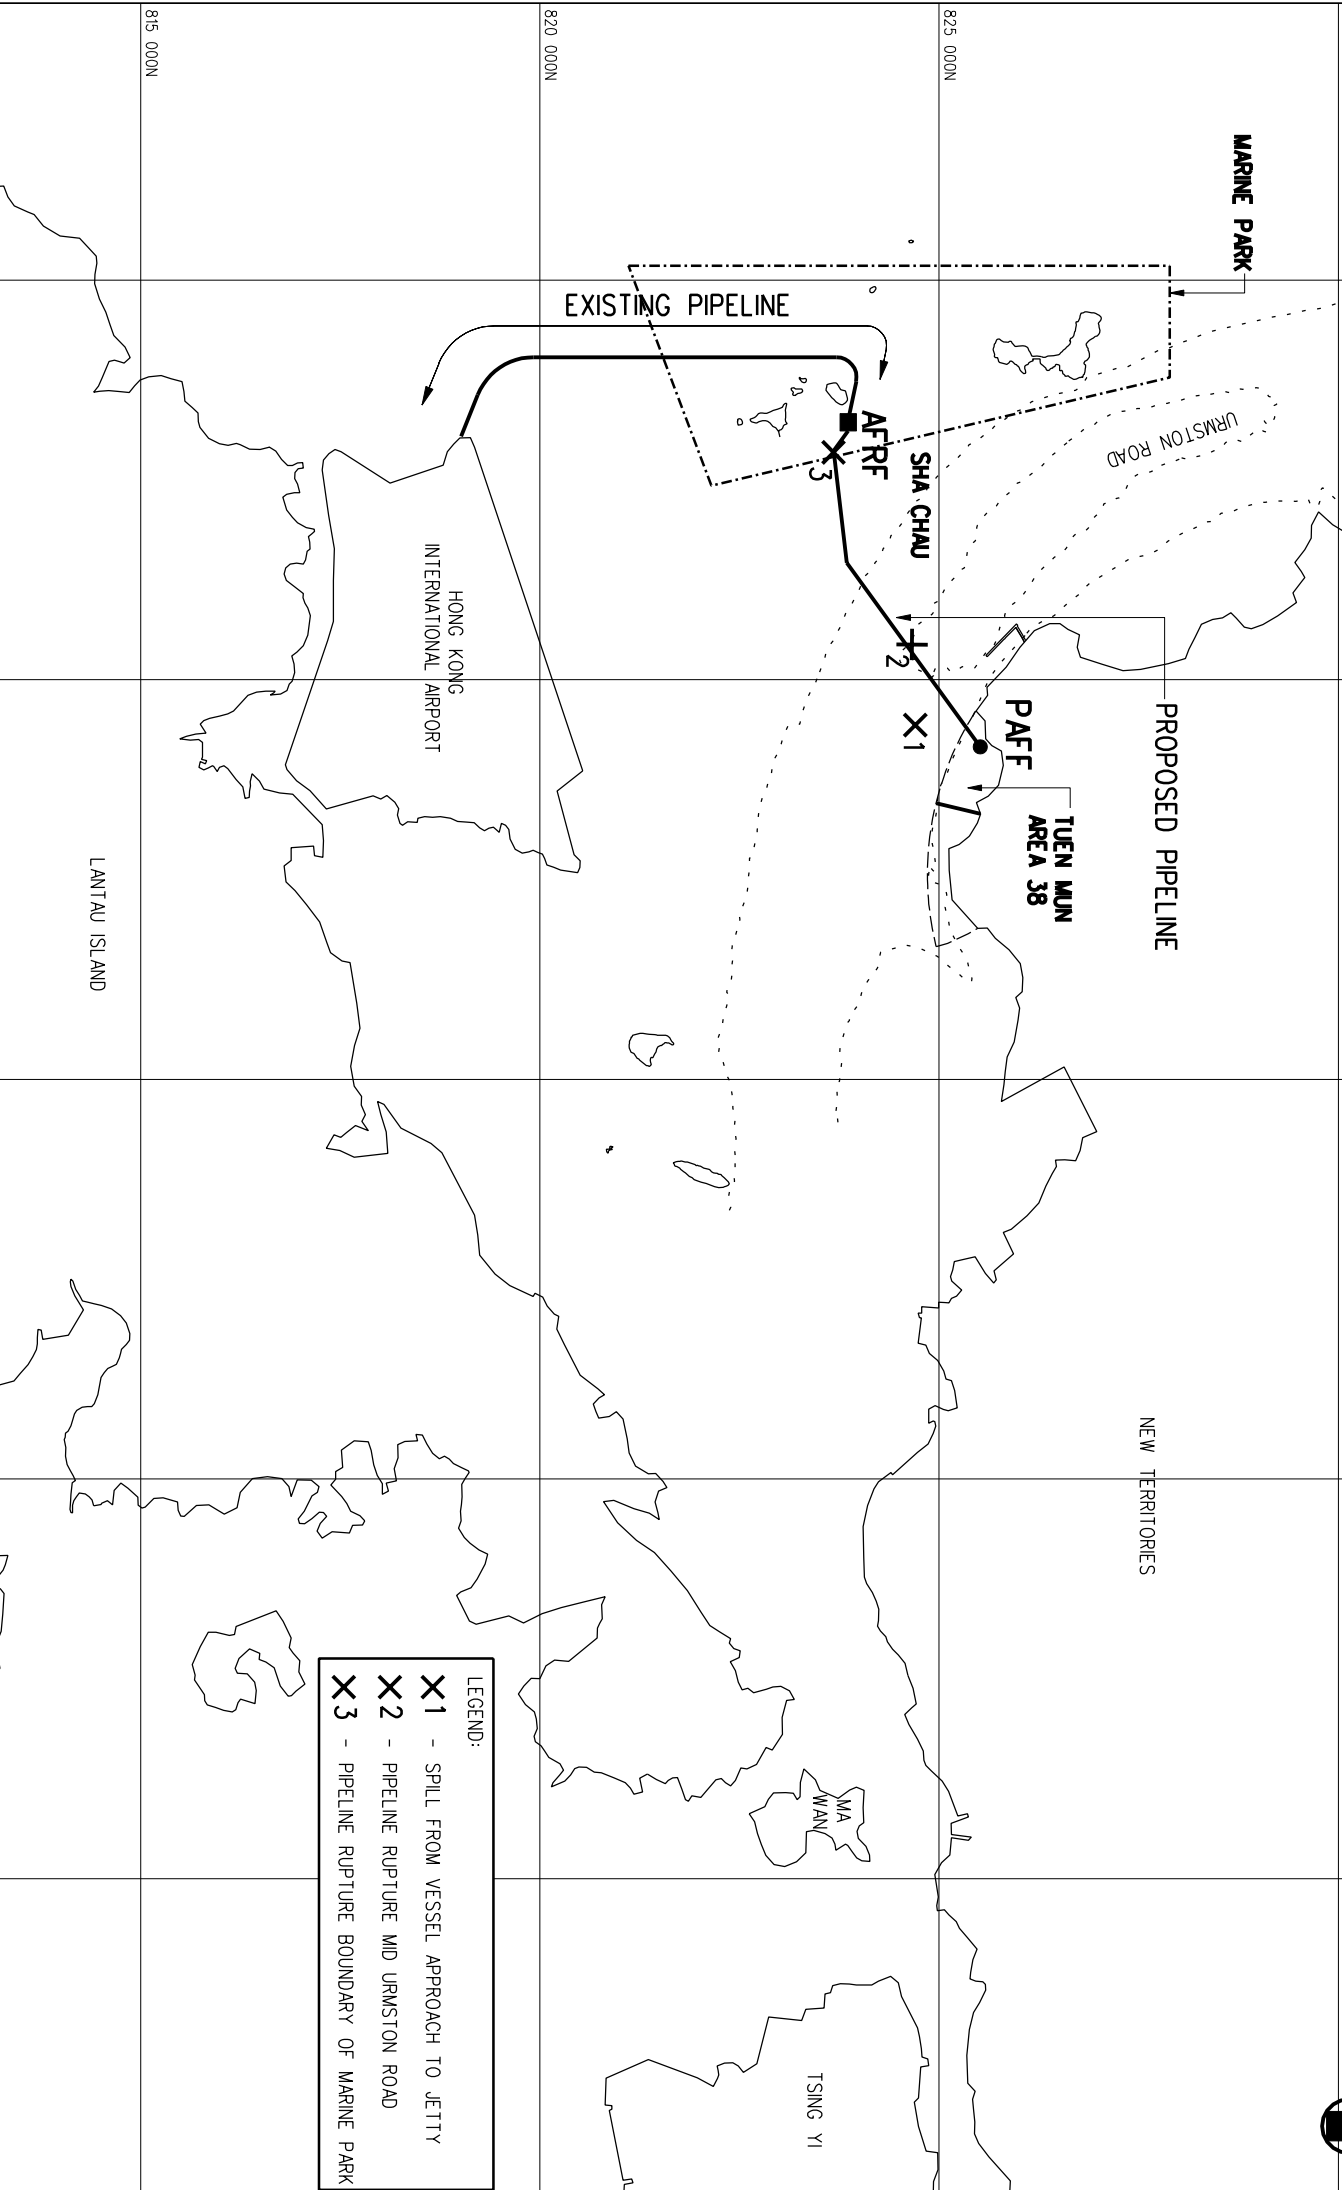 815 000N
820 000N
825 000N
MARINE PARK
EXISTING PIPELINE
URMSTON ROAD
AFRF
3
SHA CHAU
2
1
PAFF
PROPOSED PIPELINE
TUEN MUN
AREA 38
HONG KONG
INTERNATIONAL AIRPORT
LANTAU ISLAND
NEW TERRITORIES
MA
WAN
TSING YI
LEGEND:
1 - SPILL FROM VESSEL APPROACH TO JETTY
2 - PIPELINE RUPTURE MID URMSTON ROAD
3 - PIPELINE RUPTURE BOUNDARY OF MARINE PARK